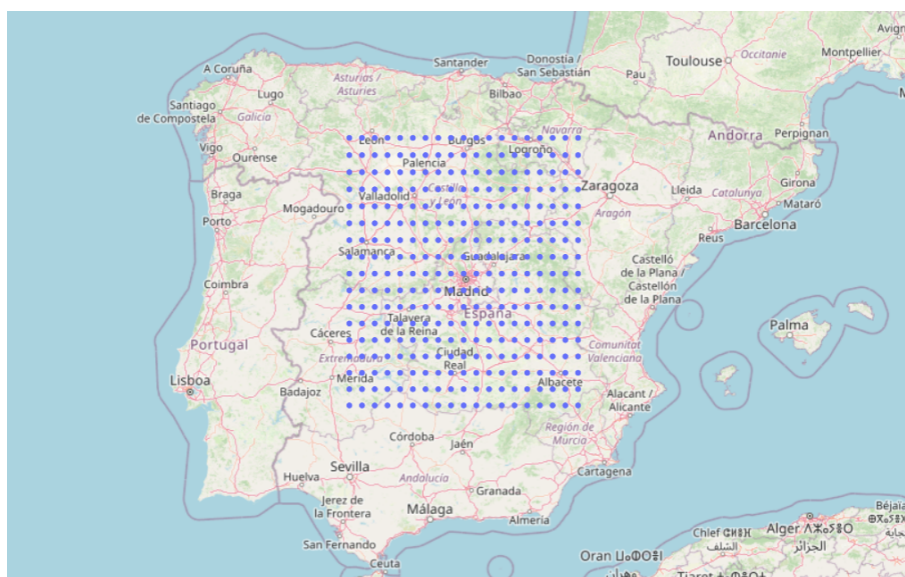 Occitanie
Avign
Toulouse
Montpellier
Donostia /
San Sebastián
Santander
A Coruña
Asturias /
Asturies
Pau
Bilbao
Lugo
Santiago
de Compostela
Galicia
Navarra
Andorra
Perpignan
Vigo
León
Burgos
Logroño
Ourense
Palencia
Girona
Zaragoza
Lleida
Catalunya
Braga
Valladolid
Castilla
y León
Mataró
Mogadouro
Aragón
Barcelona
Porto
Reus
Salamanca
Guadalajara
Castelló
de la Plana /
Castellón
de la Plana
Coimbra
Madrid
España
Talavera
de la Reina
Palma
Cáceres
Portugal
Comunitat
Valenciana
Extremadura
Ciudad
Real
Lisboa
Mérida
Albacete
Badajoz
Alacant /
Alicante
Región de
Murcia
Córdoba
Jaén
Sevilla
Cartagena
Huelva
Andalucía
Granada
Jerez de
la Frontera
Málaga
Almería
San Fernando
Ceuta